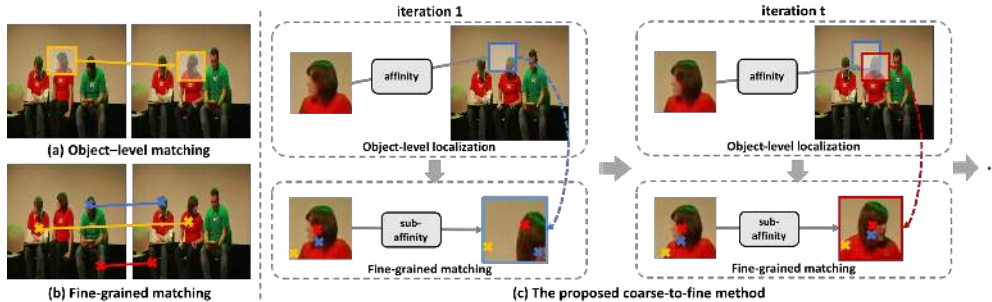 (a) Object–level matching
(b) Fine-grained matching
iteration 1
affinity
Object-level localization
sub-
affinity
Fine-grained matching
iteration t
affinity
Object-level localization
sub-
affinity
Fine-grained matching
(c) The proposed coarse-to-fine method